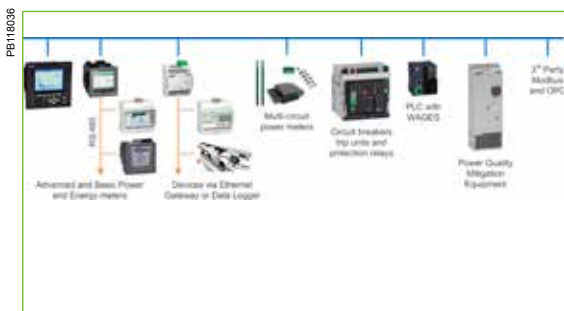 PB118036
RS-485
Advanced and Basic Power
and Energy meters
Devices via Ethernet
Gateway or Data Logger
Multi-circuit
power meters
Circuit breakers,
trip units and
protection relays
PLC with
WAGES
Power Quality
Mitigation
Equipment
3rd Party
Modbus
and OPC